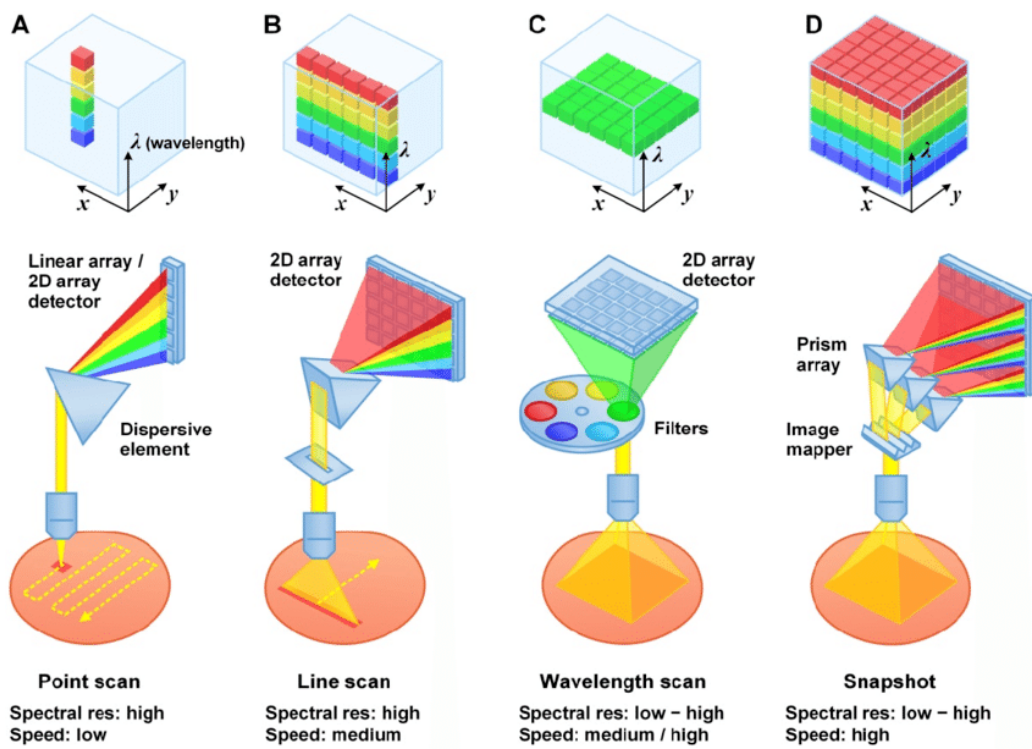 A
λ (wavelength)
x
y
Linear array /
2D array
detector
Dispersive
element
Point scan
Spectral res: high
Speed: low
B
λ
x
y
2D array
detector
Line scan
Spectral res: high
Speed: medium
C
λ
x
y
2D array
detector
Filters
Wavelength scan
Spectral res: low – high
Speed: medium / high
D
λ
x
y
Prism
array
Image
mapper
Snapshot
Spectral res: low – high
Speed: high